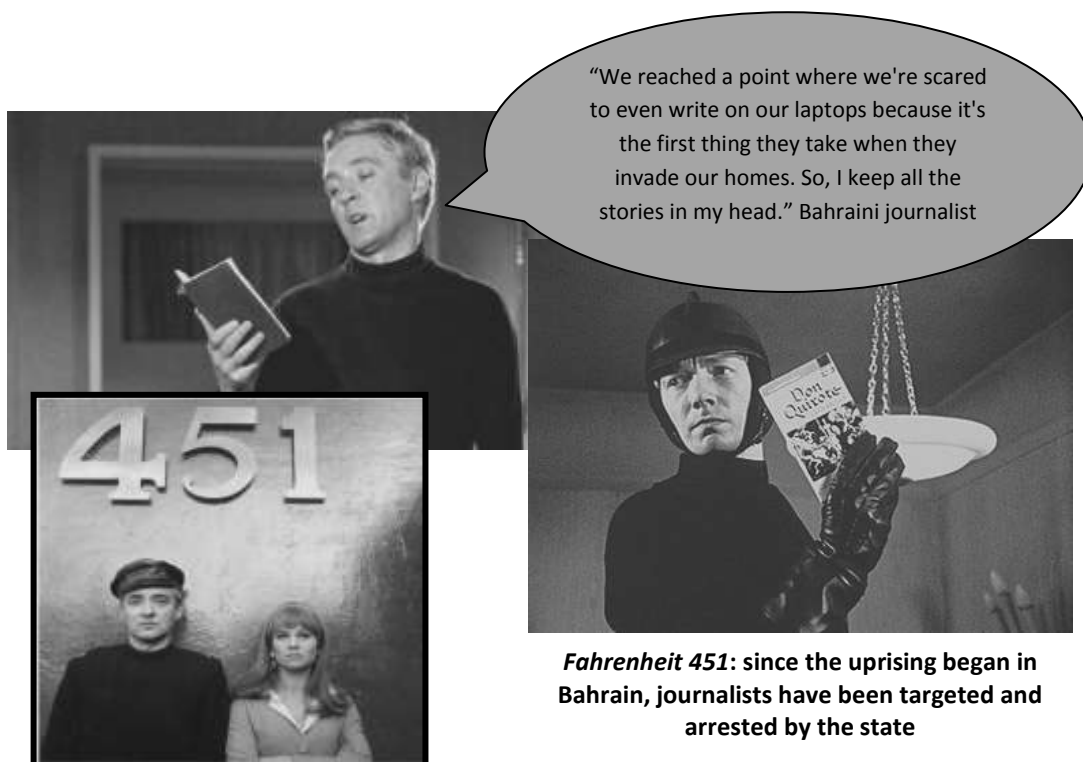 “We reached a point where we're scared
to even write on our laptops because it's
the first thing they take when they
invade our homes. So, I keep all the
stories in my head.” Bahraini journalist
Don
Quixote
451
Fahrenheit 451: since the uprising began in
Bahrain, journalists have been targeted and
arrested by the state